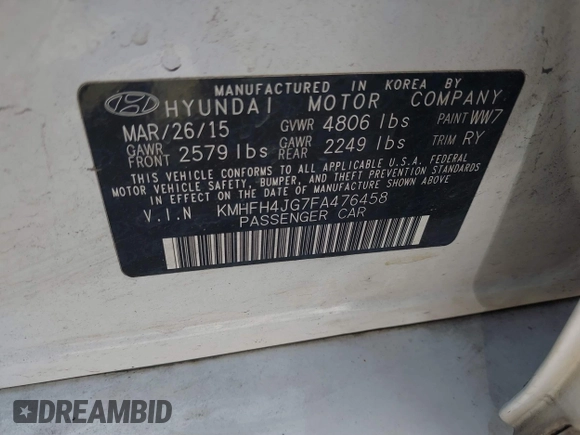 MANUFACTURED IN KOREA BY
HYUNDAI MOTOR COMPANY
MAR/26/15 GVWR 4806 lbs PAINT WW7
GAWR FRONT 2579 lbs GAWR REAR 2249 lbs TRIM RY
THIS VEHICLE CONFORMS TO ALL APPLICABLE U.S.A. FEDERAL
MOTOR VEHICLE SAFETY, BUMPER, AND THEFT PREVENTION STANDARDS
IN EFFECT ON THE DATE OF MANUFACTURE SHOWN ABOVE.
V.I.N KMHFH4JG7FA476458
PASSENGER CAR
DREAMBID